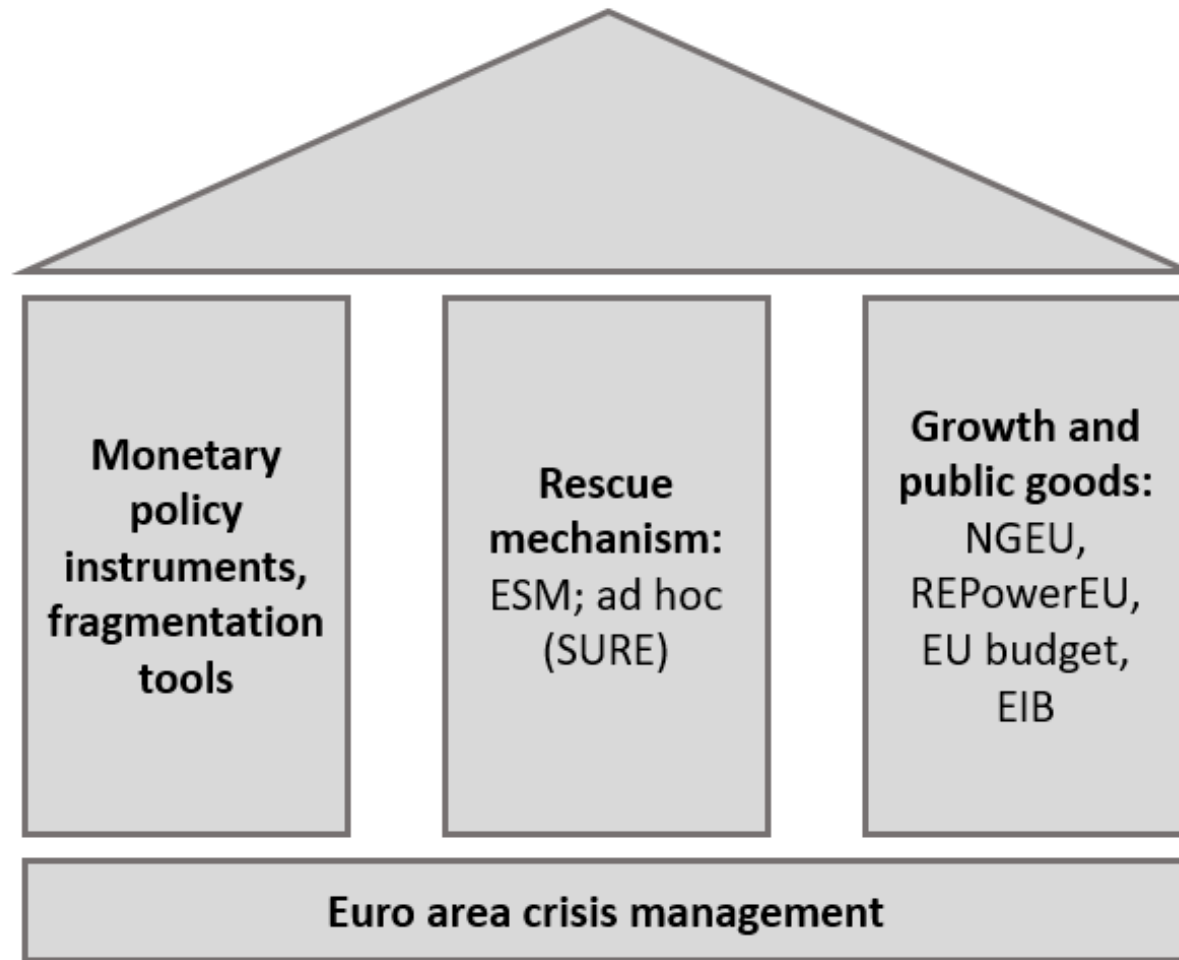 Monetary
policy
instruments,
fragmentation
tools
Rescue
mechanism:
ESM; ad hoc
(SURE)
Growth and
public goods:
NGEU,
REPowerEU,
EU budget,
EIB
Euro area crisis management